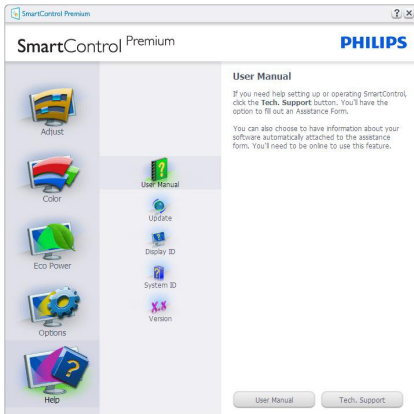 SmartControl Premium
SmartControl Premium
PHILIPS
Adjust
Color
Eco Power
Options
Help
User Manual
Update
Display ID
System ID
Version
User Manual
If you need help setting up or operating SmartControl,
click the Tech. Support button. You'll have the
option to fill out an Assistance Form.
You can also choose to have information about your
software automatically attached to the assistance
form. You'll need to be online to use this feature.
User Manual
Tech. Support